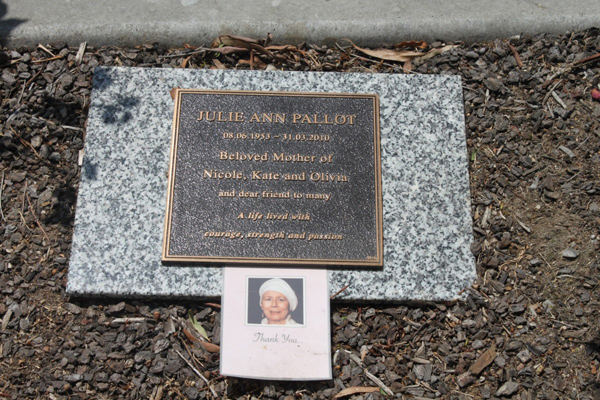 JULIE ANN PALLOT
08.06.1953 ~ 31.03.2010
Beloved Mother of
Nicole, Kate and Olivia
and dear friend to many
A life lived with
courage, strength and passion
Thank You